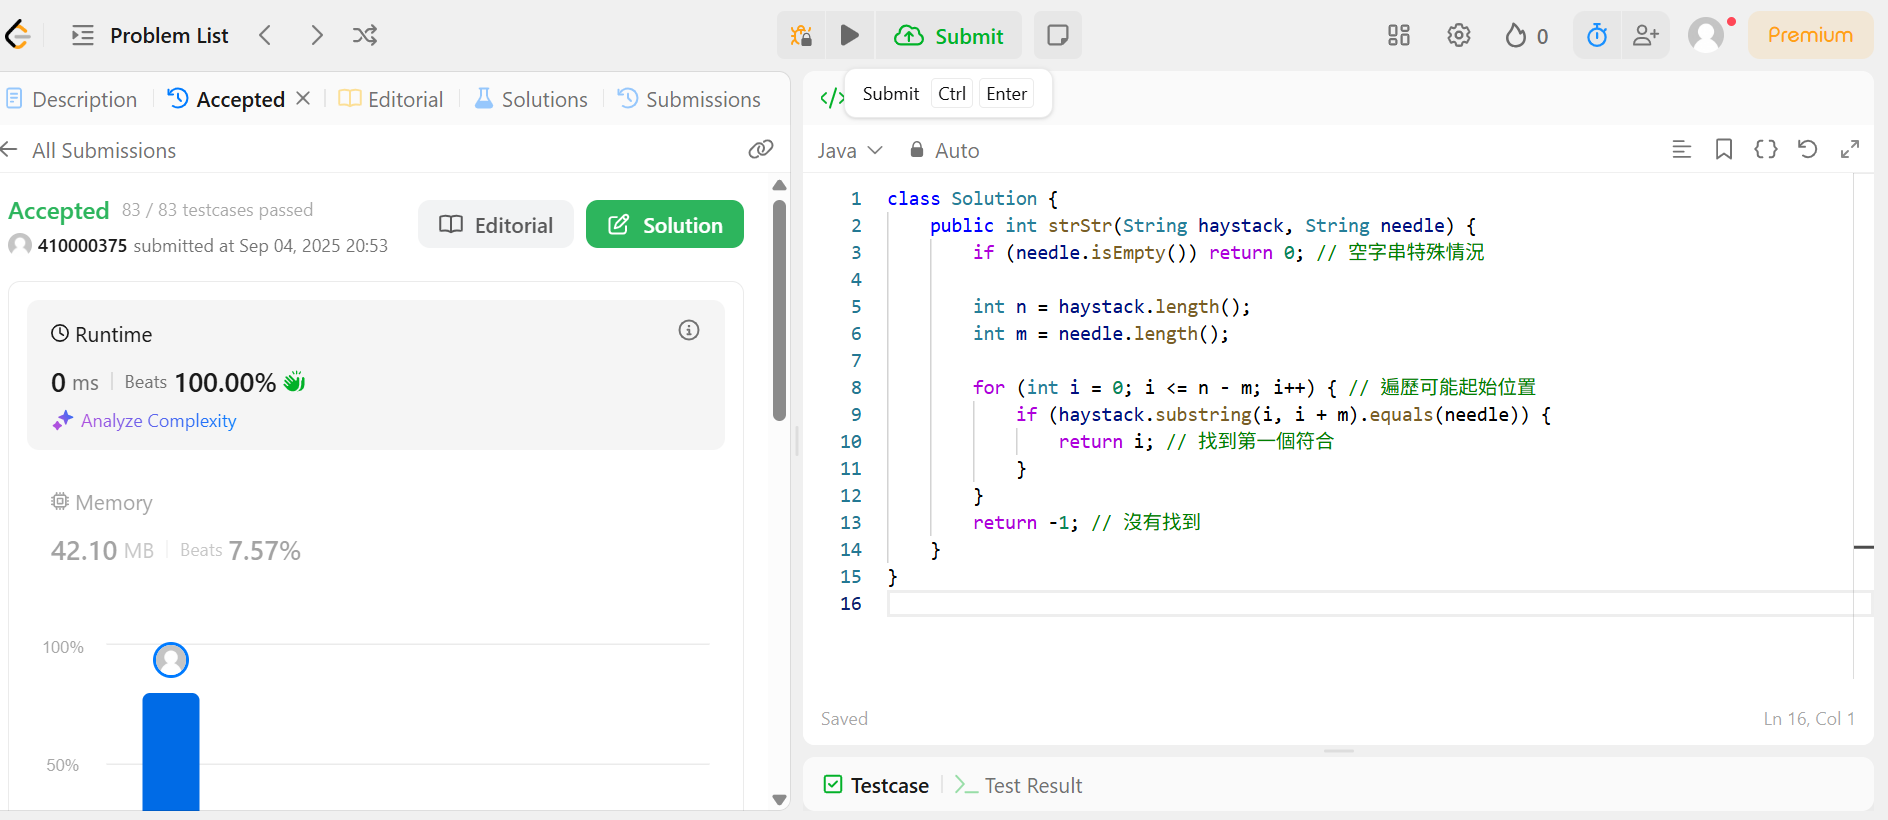 Problem List
Submit
0
Premium
Description
Accepted
Editorial
Solutions
Submissions
Submit Ctrl Enter
All Submissions
Java
Auto
Accepted 83 / 83 testcases passed
410000375 submitted at Sep 04, 2025 20:53
Editorial
Solution
Runtime
0 ms Beats 100.00%
Analyze Complexity
Memory
42.10 MB Beats 7.57%
100%
50%
1 class Solution {
2 public int strStr(String haystack, String needle) {
3 if (needle.isEmpty()) return 0; // 空字串特殊情況
4
5 int n = haystack.length();
6 int m = needle.length();
7
8 for (int i = 0; i <= n - m; i++) { // 遍歷可能起始位置
9 if (haystack.substring(i, i + m).equals(needle)) {
10 return i; // 找到第一個符合
11 }
12 }
13 return -1; // 沒有找到
14 }
15 }
16
Saved
Ln 16, Col 1
Testcase
Test Result